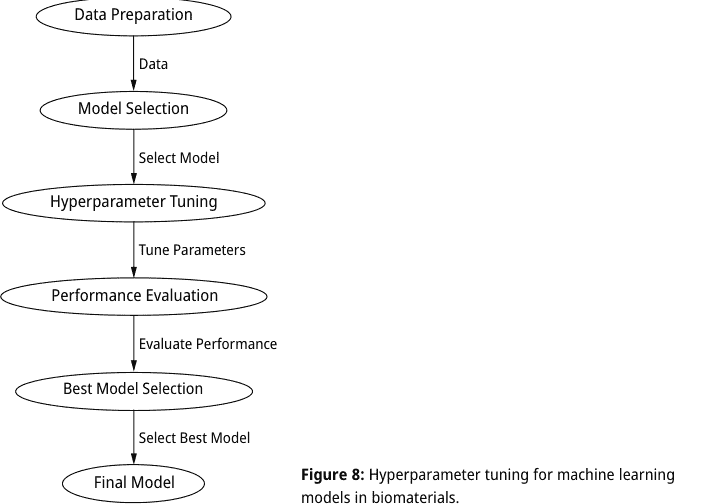 Data Preparation
Data
Model Selection
Select Model
Hyperparameter Tuning
Tune Parameters
Performance Evaluation
Evaluate Performance
Best Model Selection
Select Best Model
Final Model
Figure 8: Hyperparameter tuning for machine learning
models in biomaterials.